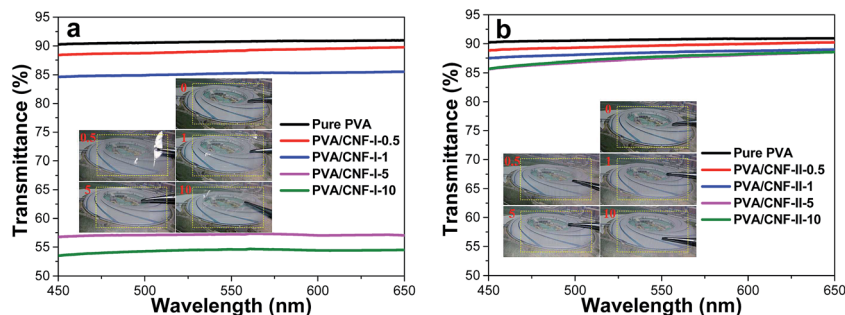 a
Transmittance (%)
95
90
85
80
75
70
65
60
55
50
0
0.5
1
5
10
Pure PVA
PVA/CNF-I-0.5
PVA/CNF-I-1
PVA/CNF-I-5
PVA/CNF-I-10
450 500 550 600 650
Wavelength (nm)
b
Transmittance (%)
95
90
85
80
75
70
65
60
55
50
0
0.5
1
5
10
Pure PVA
PVA/CNF-II-0.5
PVA/CNF-II-1
PVA/CNF-II-5
PVA/CNF-II-10
450 500 550 600 650
Wavelength (nm)